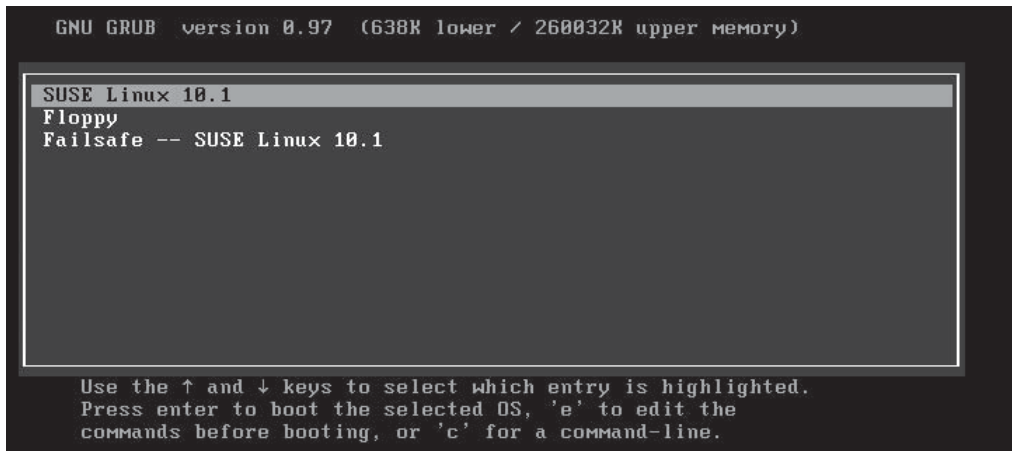 GNU GRUB version 0.97 (638K lower / 260032K upper memory)
SUSE Linux 10.1
Floppy
Failsafe -- SUSE Linux 10.1
Use the ↑ and ↓ keys to select which entry is highlighted.
Press enter to boot the selected OS, 'e' to edit the
commands before booting, or 'c' for a command-line.